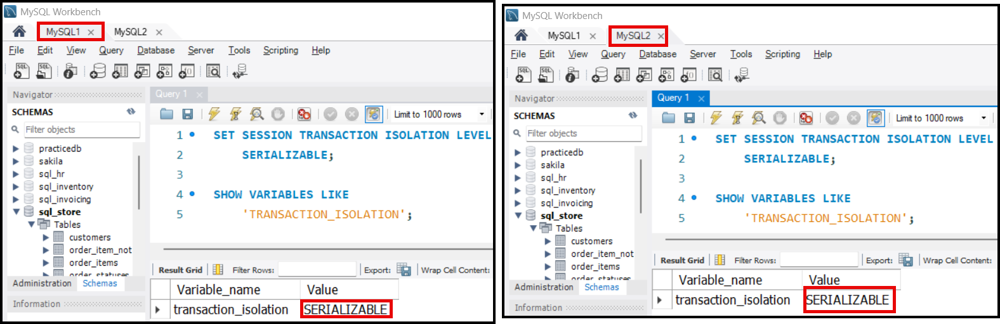 MySQL Workbench
MySQL1 MySQL2
File Edit View Query Database Server Tools Scripting Help
Navigator
SCHEMAS
Filter objects
practicedb
sakila
sql_hr
sql_inventory
sql_invoicing
sql_store
Tables
customers
order_item_not
order_items
order_statuses
Administration Schemas
Information
Query 1
Limit to 1000 rows
1 SET SESSION TRANSACTION ISOLATION LEVEL
2 SERIALIZABLE;
3
4 SHOW VARIABLES LIKE
5 'TRANSACTION_ISOLATION';
Result Grid Filter Rows: Export: Wrap Cell Content:
Variable_name Value
transaction_isolation SERIALIZABLE
MySQL Workbench
MySQL1 MySQL2
File Edit View Query Database Server Tools Scripting Help
Navigator
SCHEMAS
Filter objects
practicedb
sakila
sql_hr
sql_inventory
sql_invoicing
sql_store
Tables
customers
order_item_not
order_items
order_statuses
Administration Schemas
Information
Query 1
Limit to 1000 rows
1 SET SESSION TRANSACTION ISOLATION LEVEL
2 SERIALIZABLE;
3
4 SHOW VARIABLES LIKE
5 'TRANSACTION_ISOLATION';
Result Grid Filter Rows: Export: Wrap Cell Content:
Variable_name Value
transaction_isolation SERIALIZABLE